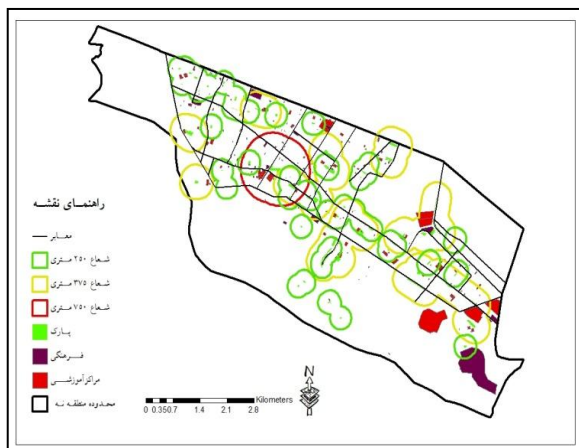 راهنمای نقشه
معابر
شعاع ۲۵۰ متری
شعاع ۳۷۵ متری
شعاع ۷۵۰ متری
پارک
فرهنگی
مراکز آموزشی
محدوده منطقه نه
N
Kilometers
0 0.35 0.7 1.4 2.1 2.8